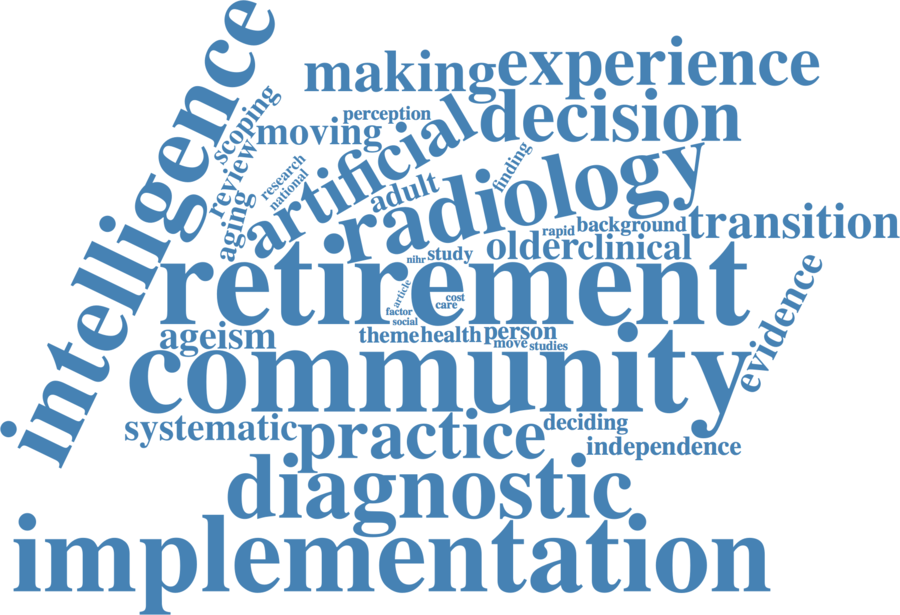 intelligence
making
experience
scoping
perception
moving
artificial
decision
review
research
national
adult
finding
radiology
aging
rapid
background
transition
nihr
study
older
clinical
retirement
article
cost
care
factor
social
evidence
ageism
theme
health
person
move
studies
community
systematic
practice
deciding
independence
diagnostic
implementation